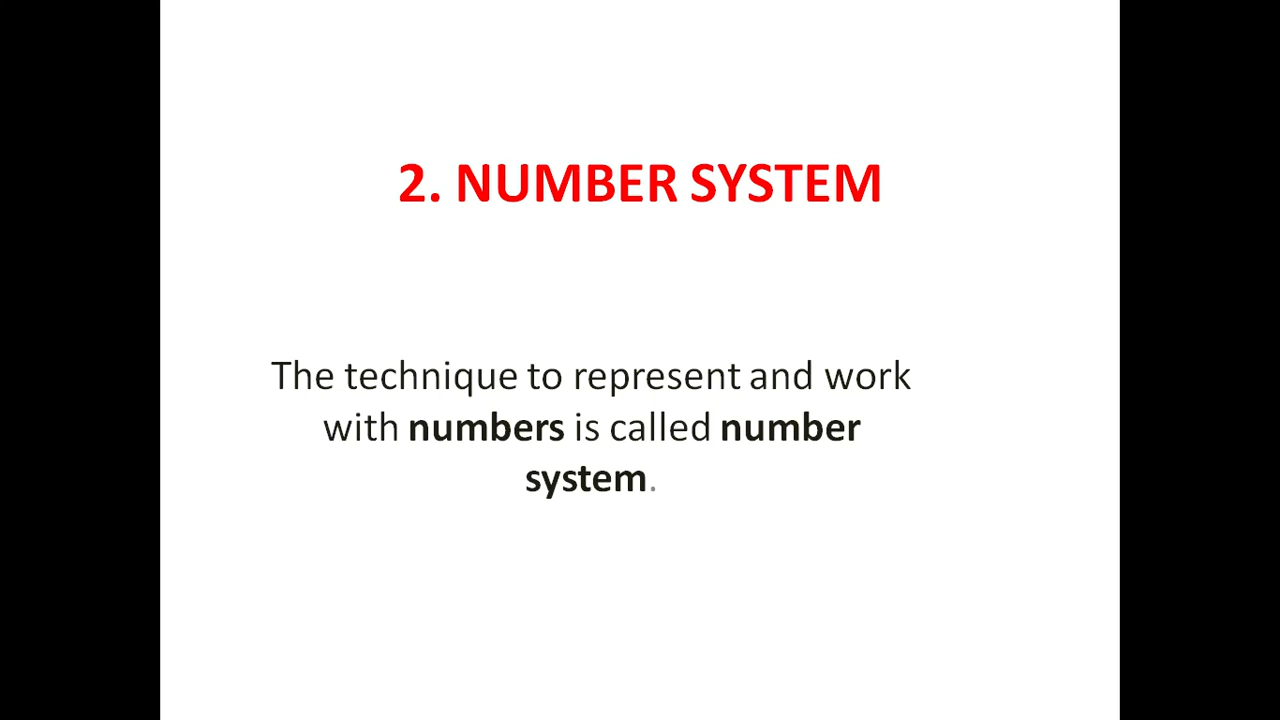 2. NUMBER SYSTEM
The technique to represent and work
with numbers is called number
system.